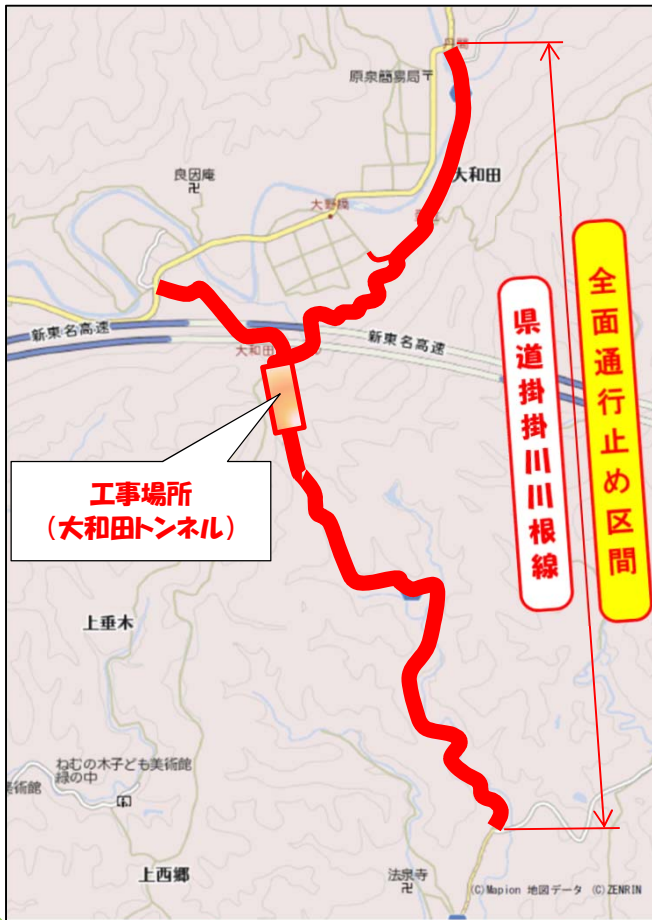 原泉簡易局〒
大和田
良因庵
卍
大野橋
新東名高速
大和田
新東名高速
全面通行止め区間
県道掛掛川川根線
工事場所
(大和田トンネル)
上垂木
ねむの木子ども美術館
緑の中
術館
上西郷
法泉寺
卍
(C)Mapion 地図データ (C)ZENRIN